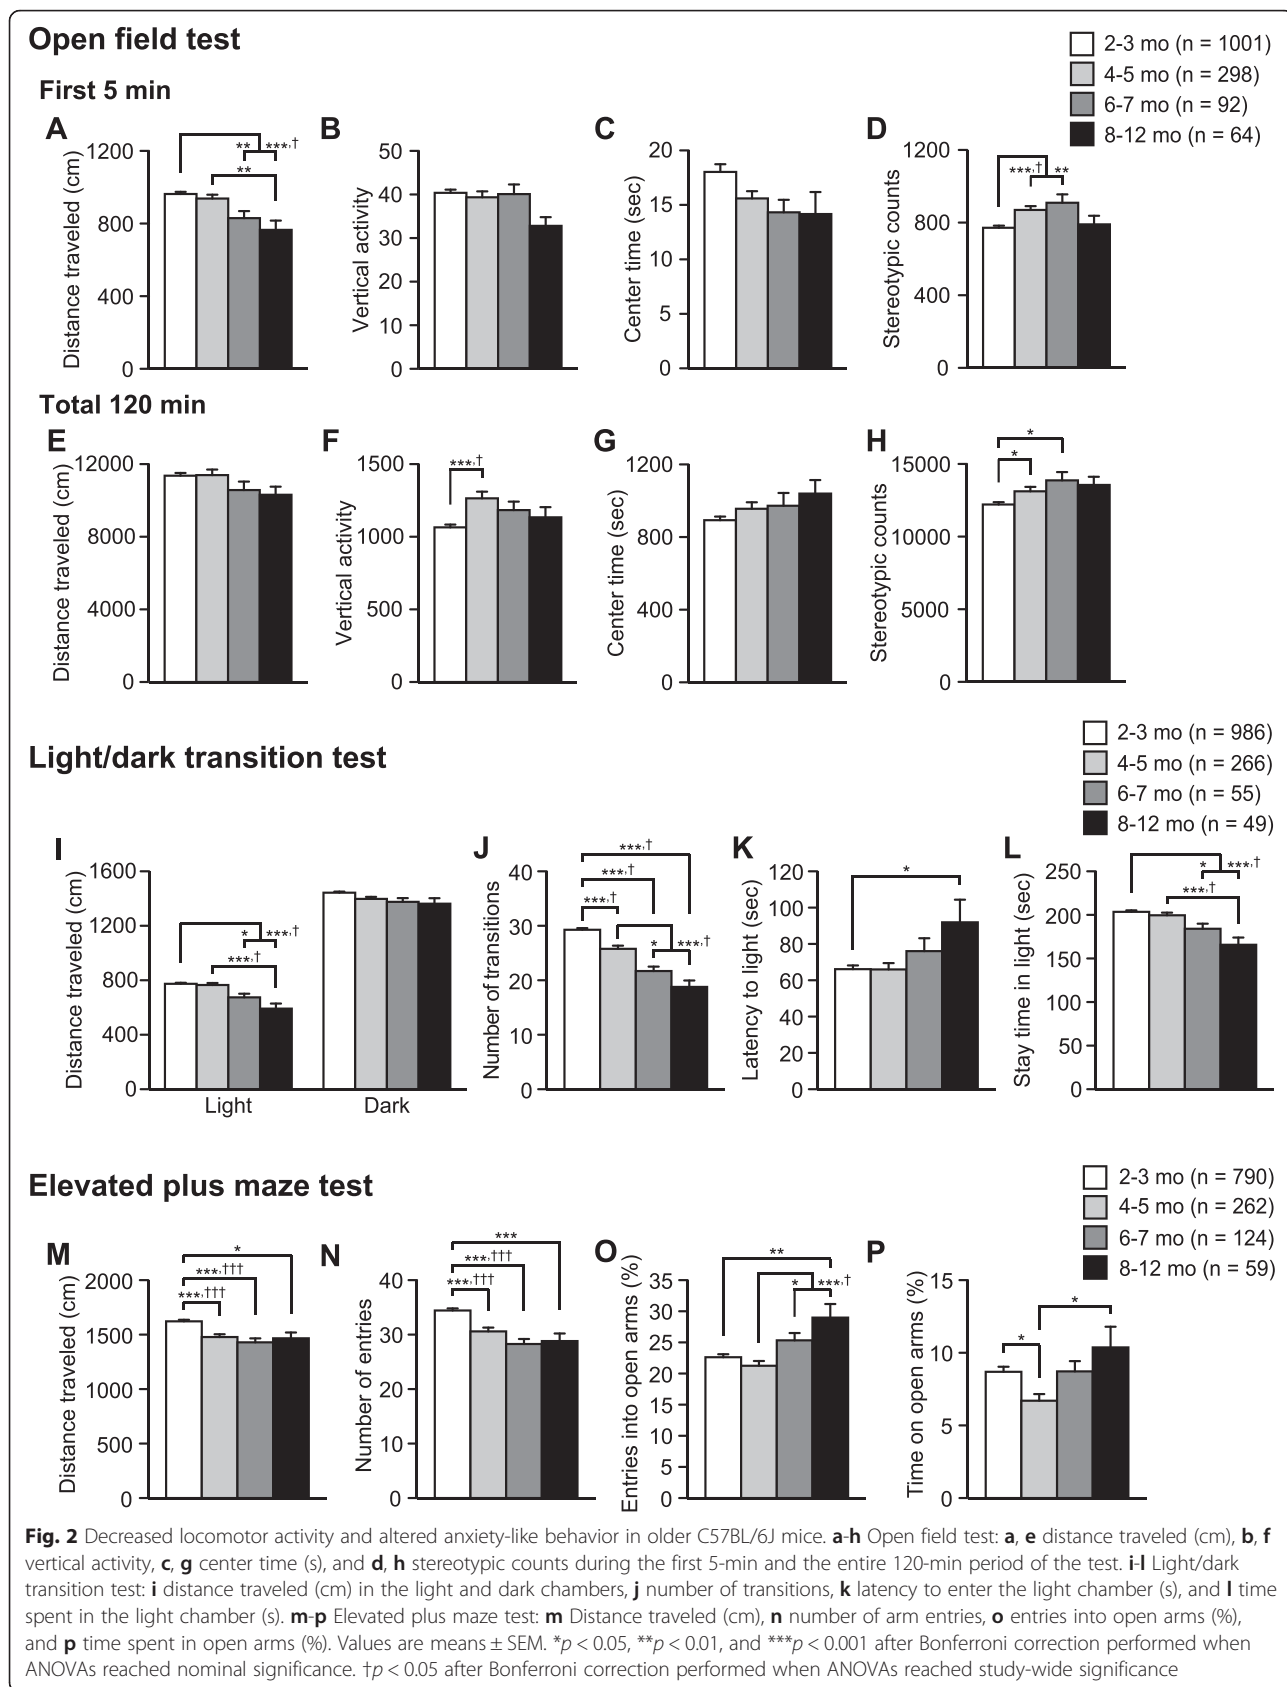 Open field test
2-3 mo (n = 1001)
4-5 mo (n = 298)
6-7 mo (n = 92)
8-12 mo (n = 64)
First 5 min
A
Distance traveled (cm)
1200
800
400
0
** ***,†
**
B
Vertical activity
50
40
30
20
10
0
C
Center time (sec)
20
15
10
5
0
D
Stereotypic counts
1200
800
400
0
***,† **
Total 120 min
E
Distance traveled (cm)
12000
8000
4000
0
F
Vertical activity
1500
1000
500
0
***,†
G
Center time (sec)
1200
800
400
0
H
Stereotypic counts
15000
10000
5000
0
*
*
Light/dark transition test
2-3 mo (n = 986)
4-5 mo (n = 266)
6-7 mo (n = 55)
8-12 mo (n = 49)
I
Distance traveled (cm)
1600
1200
800
400
0
* ***,†
***,†
Light
Dark
J
Number of transitions
40
30
20
10
0
***,†
***,†
***,†
* ***,†
K
Latency to light (sec)
120
100
80
60
40
20
0
*
L
Stay time in light (sec)
250
200
150
100
50
0
* ***,†
***,†
Elevated plus maze test
2-3 mo (n = 790)
4-5 mo (n = 262)
6-7 mo (n = 124)
8-12 mo (n = 59)
M
Distance traveled (cm)
2000
1500
1000
500
0
*
***,†††
***,†††
N
Number of entries
40
30
20
10
0
***
***,†††
***,†††
O
Entries into open arms (%)
35
30
25
20
15
10
5
0
**
* ***,†
P
Time on open arms (%)
15
10
5
0
*
*
Fig. 2 Decreased locomotor activity and altered anxiety-like behavior in older C57BL/6J mice. a-h Open field test: a, e distance traveled (cm), b, f
vertical activity, c, g center time (s), and d, h stereotypic counts during the first 5-min and the entire 120-min period of the test. i-l Light/dark
transition test: i distance traveled (cm) in the light and dark chambers, j number of transitions, k latency to enter the light chamber (s), and l time
spent in the light chamber (s). m-p Elevated plus maze test: m Distance traveled (cm), n number of arm entries, o entries into open arms (%),
and p time spent in open arms (%). Values are means ± SEM. *p < 0.05, **p < 0.01, and ***p < 0.001 after Bonferroni correction performed when
ANOVAs reached nominal significance. †p < 0.05 after Bonferroni correction performed when ANOVAs reached study-wide significance